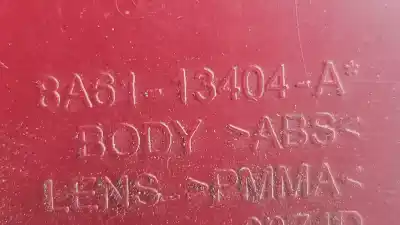 8A61-13404-A*
BODY >ABS<
LENS >PMMA<